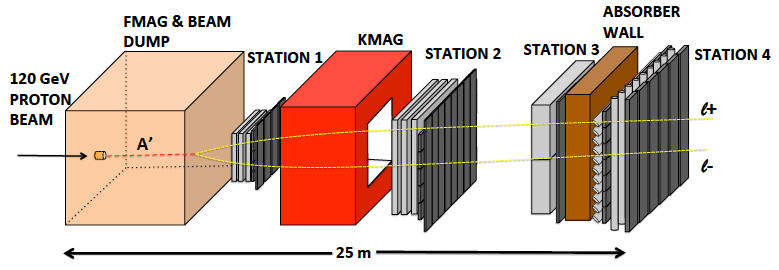 FMAG & BEAM
DUMP
STATION 1
KMAG
STATION 2
STATION 3
ABSORBER
WALL
STATION 4
120 GeV
PROTON
BEAM
A'
ℓ+
ℓ-
25 m